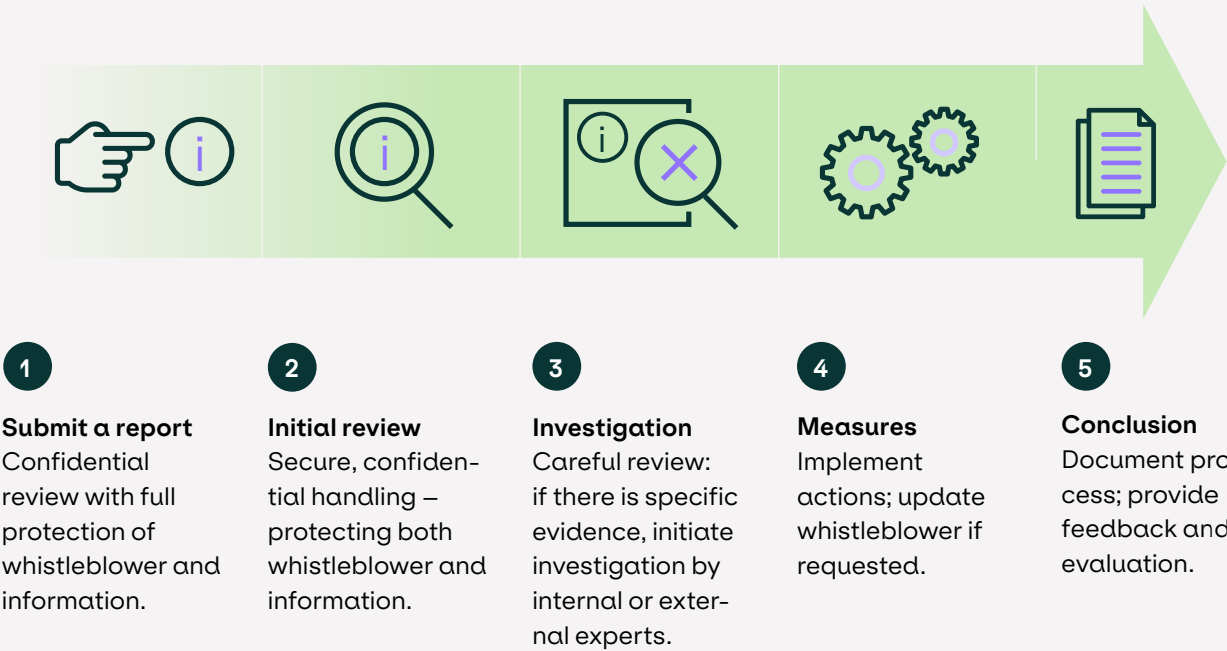 1
Submit a report
Confidential
review with full
protection of
whistleblower and
information.
2
Initial review
Secure, confiden-
tial handling –
protecting both
whistleblower and
information.
3
Investigation
Careful review:
if there is specific
evidence, initiate
investigation by
internal or exter-
nal experts.
4
Measures
Implement
actions; update
whistleblower if
requested.
5
Conclusion
Document pro
cess; provide
feedback and
evaluation.